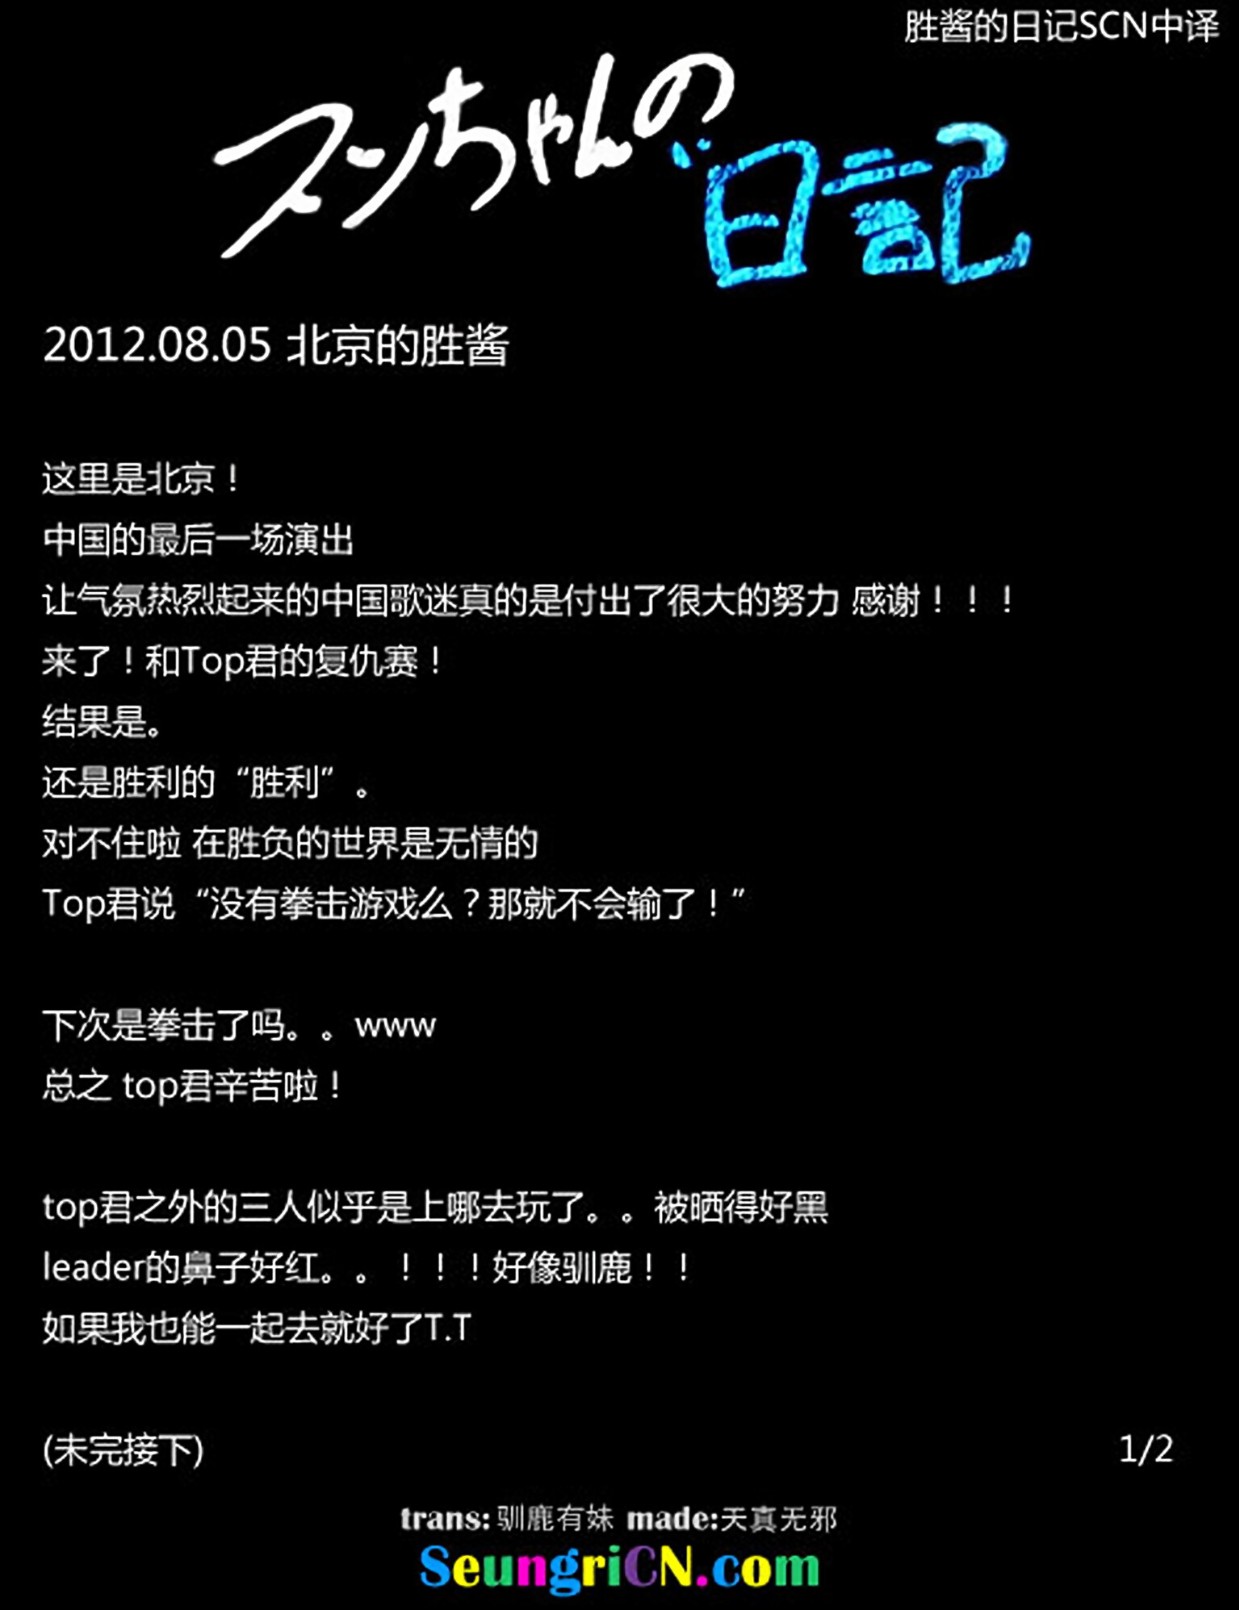 胜酱的日记SCN中译
スンちゃんの
日記
2012.08.05 北京的胜酱
这里是北京！
中国的最后一场演出
让气氛热烈起来的中国歌迷真的是付出了很大的努力 感谢！！！
来了！和Top君的复仇赛！
结果是。
还是胜利的“胜利”。
对不住啦 在胜负的世界是无情的
Top君说“没有拳击游戏么？那就不会输了！”
下次是拳击了吗。。www
总之 top君辛苦啦！
top君之外的三人似乎是上哪去玩了。。被晒得好黑
leader的鼻子好红。。！！！好像驯鹿！！
如果我也能一起去就好了T.T
(未完接下) 1/2
trans:驯鹿有妹 made:天真无邪
SeungriCN.com